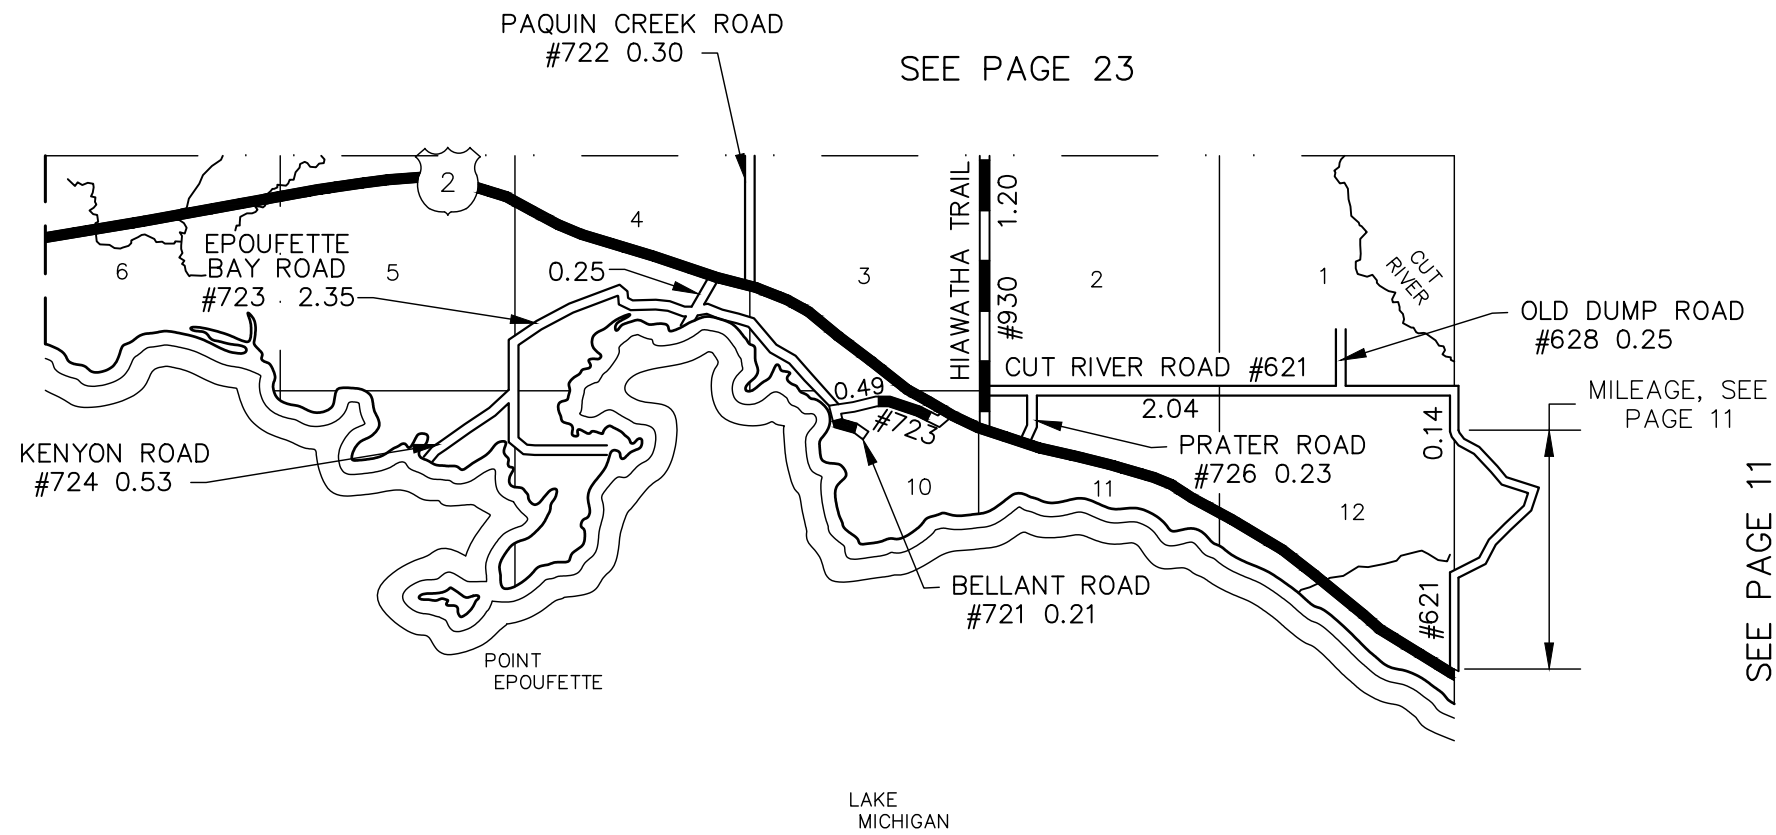 PAQUIN CREEK ROAD
#722 0.30
SEE PAGE 23
2
4
HIAWATHA TRAIL
#930 1.20
EPOUFETTE
BAY ROAD
#723 2.35
6
5
0.25
3
2
1
CUT
RIVER
OLD DUMP ROAD
#628 0.25
CUT RIVER ROAD #621
2.04
MILEAGE, SEE
PAGE 11
0.49
#723
0.14
KENYON ROAD
#724 0.53
PRATER ROAD
#726 0.23
10
11
12
SEE PAGE 11
BELLANT ROAD
#721 0.21
#621
POINT
EPOUFETTE
LAKE
MICHIGAN